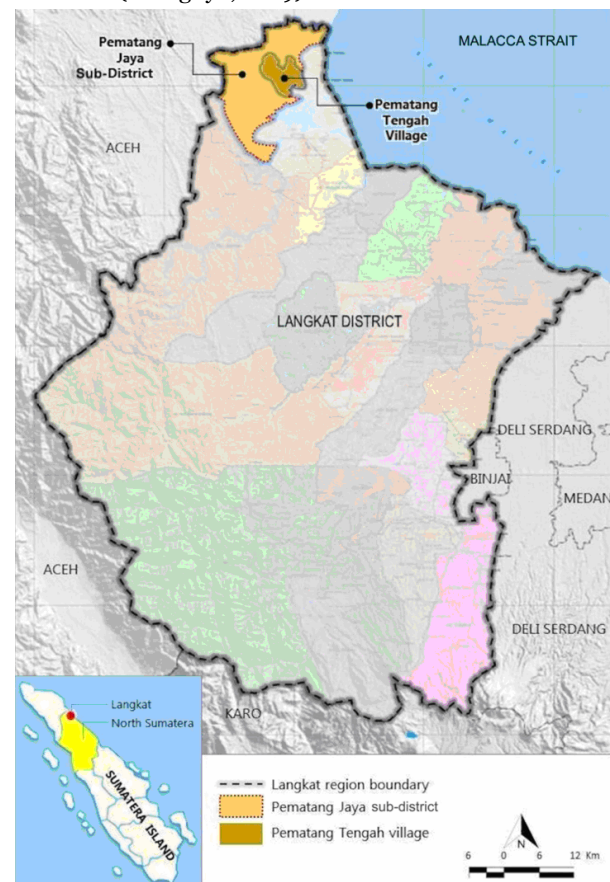 MALACCA STRAIT
Pematang
Jaya
Sub-District
Pematang
Tengah
Village
ACEH
LANGKAT DISTRICT
DELI SERDANG
BINJAI
MEDAN
ACEH
DELI SERDANG
KARO
Langkat
North Sumatera
SUMATERA ISLAND
Langkat region boundary
Pematang Jaya sub-district
Pematang Tengah village
N
6 0 6 12 Km